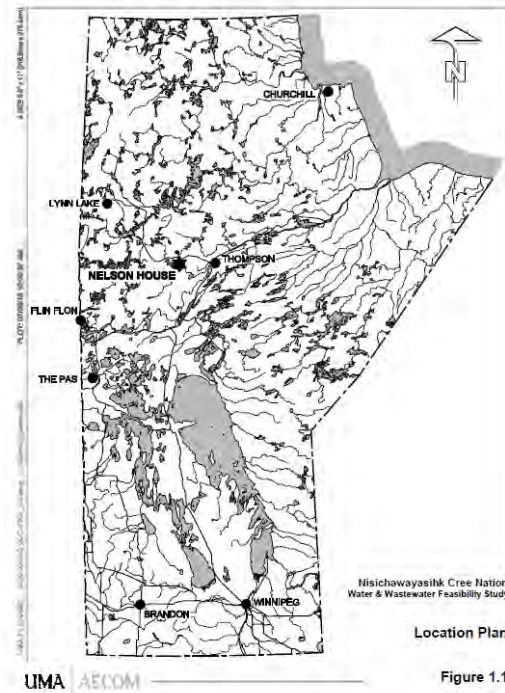 N
CHURCHILL
LYNN LAKE
NELSON HOUSE
THOMPSON
FLIN FLON
THE PAS
BRANDON
WINNIPEG
Nisichawayasihk Cree Nation
Water & Wastewater Feasibility Study
Location Plan
Figure 1.1
UMA AECOM